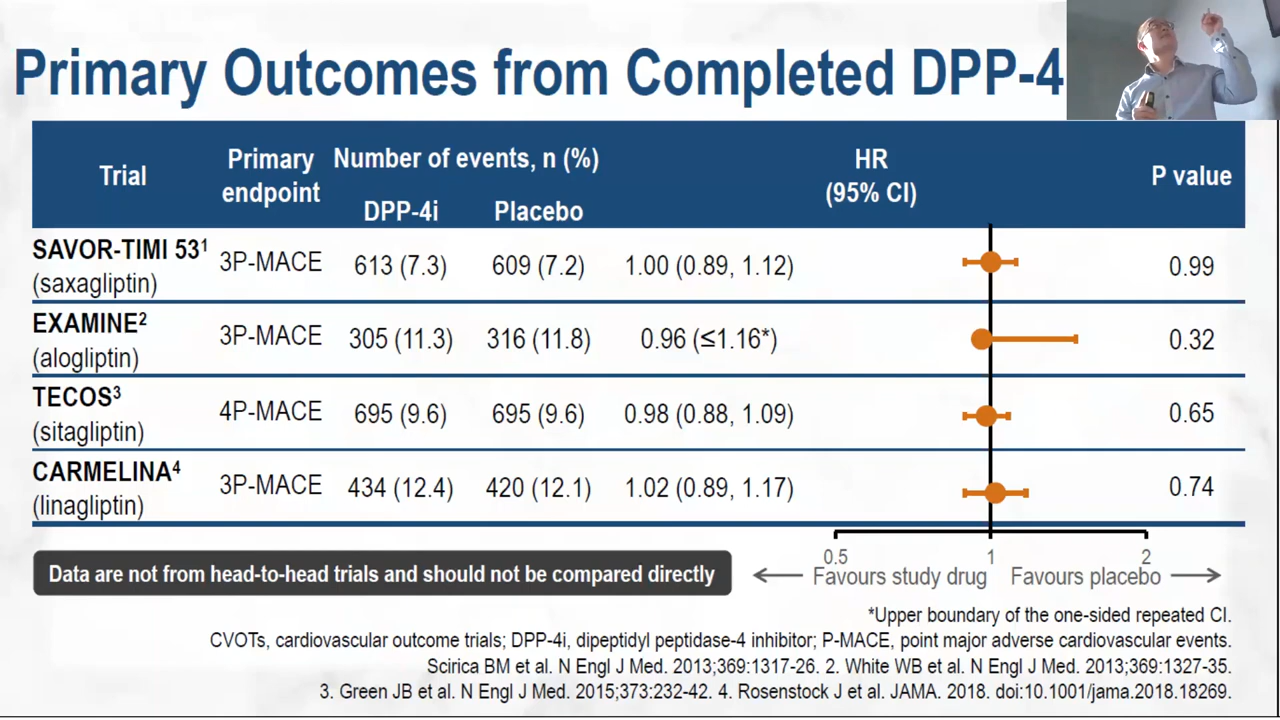 Primary Outcomes from Completed DPP-4
Trial
Primary endpoint
Number of events, n (%)
DPP-4i
Placebo
HR
(95% CI)
P value
SAVOR-TIMI 53¹ 3P-MACE 613 (7.3) 609 (7.2) 1.00 (0.89, 1.12) 0.99
(saxagliptin)
EXAMINE² 3P-MACE 305 (11.3) 316 (11.8) 0.96 (≤1.16*) 0.32
(alogliptin)
TECOS³ 4P-MACE 695 (9.6) 695 (9.6) 0.98 (0.88, 1.09) 0.65
(sitagliptin)
CARMELINA⁴ 3P-MACE 434 (12.4) 420 (12.1) 1.02 (0.89, 1.17) 0.74
(linagliptin)
0.5 1 2
Favours study drug Favours placebo
Data are not from head-to-head trials and should not be compared directly
*Upper boundary of the one-sided repeated CI.
CVOTs, cardiovascular outcome trials; DPP-4i, dipeptidyl peptidase-4 inhibitor; P-MACE, point major adverse cardiovascular events.
Scirica BM et al. N Engl J Med. 2013;369:1317-26. 2. White WB et al. N Engl J Med. 2013;369:1327-35.
3. Green JB et al. N Engl J Med. 2015;373:232-42. 4. Rosenstock J et al. JAMA. 2018. doi:10.1001/jama.2018.18269.